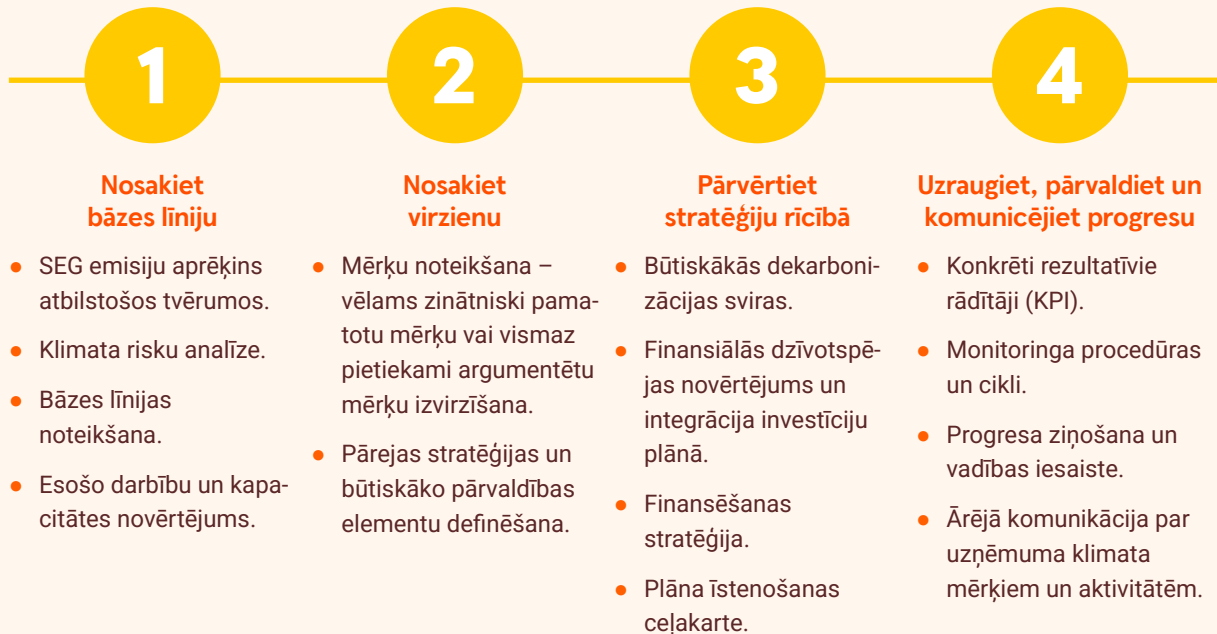 1
Nosakiet
bāzes līniju
● SEG emisiju aprēķins
atbilstošos tvērumos.
● Klimata risku analīze.
● Bāzes līnijas
noteikšana.
● Esošo darbību un kapa-
citātes novērtējums.
2
Nosakiet
virzienu
● Mērķu noteikšana –
vēlams zinātniski pama-
totu mērķu vai vismaz
pietiekami argumentētu
mērķu izvirzīšana.
● Pārejas stratēģijas un
būtiskāko pārvaldības
elementu definēšana.
3
Pārvērtiet
stratēģiju rīcībā
● Būtiskākās dekarboni-
zācijas sviras.
● Finansiālās dzīvotspē-
jas novērtējums un
integrācija investīciju
plānā.
● Finansēšanas
stratēģija.
● Plāna īstenošanas
ceļakarte.
4
Uzraugiet, pārvaldiet un
komunicējiet progresu
● Konkrēti rezultatīvie
rādītāji (KPI).
● Monitoringa procedūras
un cikli.
● Progresa ziņošana un
vadības iesaiste.
● Ārējā komunikācija par
uzņēmuma klimata
mērķiem un aktivitātēm.